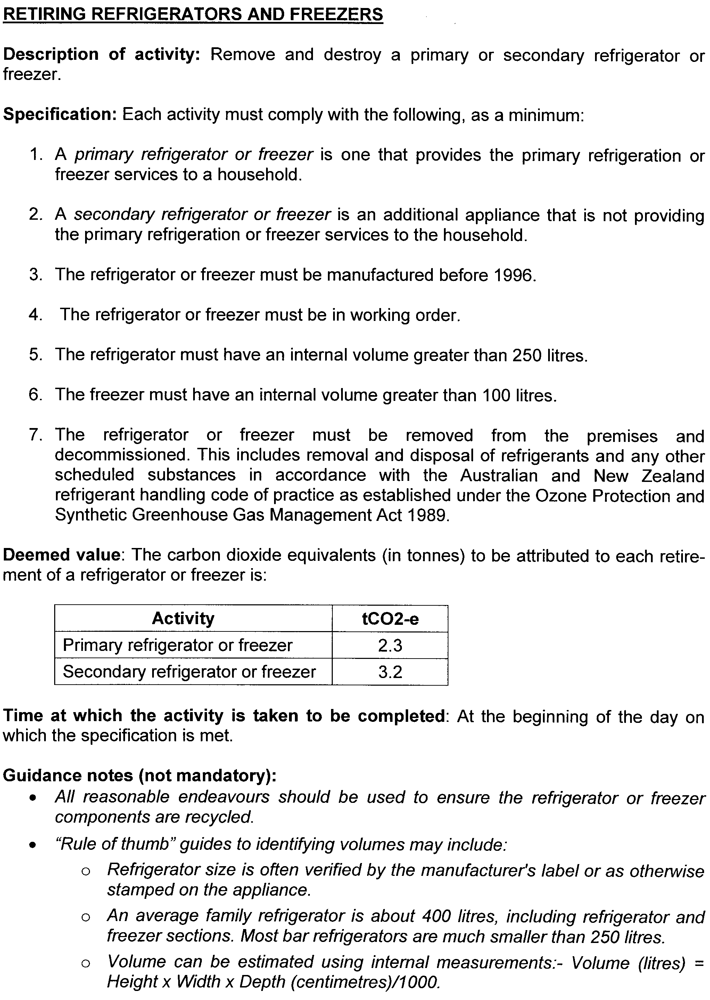 RETIRING REFRIGERATORS AND FREEZERS
Description of activity: Remove and destroy a primary or secondary refrigerator or
freezer.
Specification: Each activity must comply with the following, as a minimum:
1. A primary refrigerator or freezer is one that provides the primary refrigeration or
freezer services to a household.
2. A secondary refrigerator or freezer is an additional appliance that is not providing
the primary refrigeration or freezer services to the household.
3. The refrigerator or freezer must be manufactured before 1996.
4. The refrigerator or freezer must be in working order.
5. The refrigerator must have an internal volume greater than 250 litres.
6. The freezer must have an internal volume greater than 100 litres.
7. The refrigerator or freezer must be removed from the premises and
decommissioned. This includes removal and disposal of refrigerants and any other
scheduled substances in accordance with the Australian and New Zealand
refrigerant handling code of practice as established under the Ozone Protection and
Synthetic Greenhouse Gas Management Act 1989.
Deemed value: The carbon dioxide equivalents (in tonnes) to be attributed to each retire-
ment of a refrigerator or freezer is:
Activity tCO2-e
Primary refrigerator or freezer 2.3
Secondary refrigerator or freezer 3.2
Time at which the activity is taken to be completed: At the beginning of the day on
which the specification is met.
Guidance notes (not mandatory):
• All reasonable endeavours should be used to ensure the refrigerator or freezer
components are recycled.
• “Rule of thumb” guides to identifying volumes may include:
o Refrigerator size is often verified by the manufacturer's label or as otherwise
stamped on the appliance.
o An average family refrigerator is about 400 litres, including refrigerator and
freezer sections. Most bar refrigerators are much smaller than 250 litres.
o Volume can be estimated using internal measurements:- Volume (litres) =
Height x Width x Depth (centimetres)/1000.